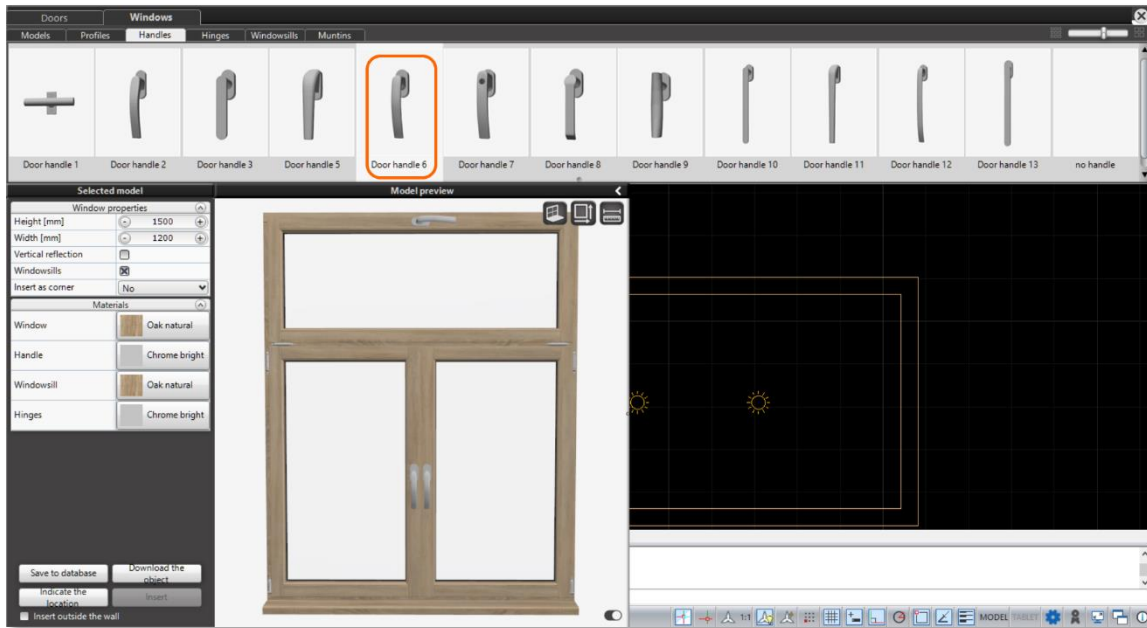 Doors Windows
Models Profiles Handles Hinges Windowsills Muntins
Door handle 1 Door handle 2 Door handle 3 Door handle 5 Door handle 6 Door handle 7 Door handle 8 Door handle 9 Door handle 10 Door handle 11 Door handle 12 Door handle 13 no handle
Selected model Model preview
Window properties
Height [mm] 1500
Width [mm] 1200
Vertical reflection
Windowsills
Insert as corner No
Materials
Window Oak natural
Handle Chrome bright
Windowsill Oak natural
Hinges Chrome bright
Save to database Download the object
Indicate the location Insert
Insert outside the wall
1:1 MODEL TABLET